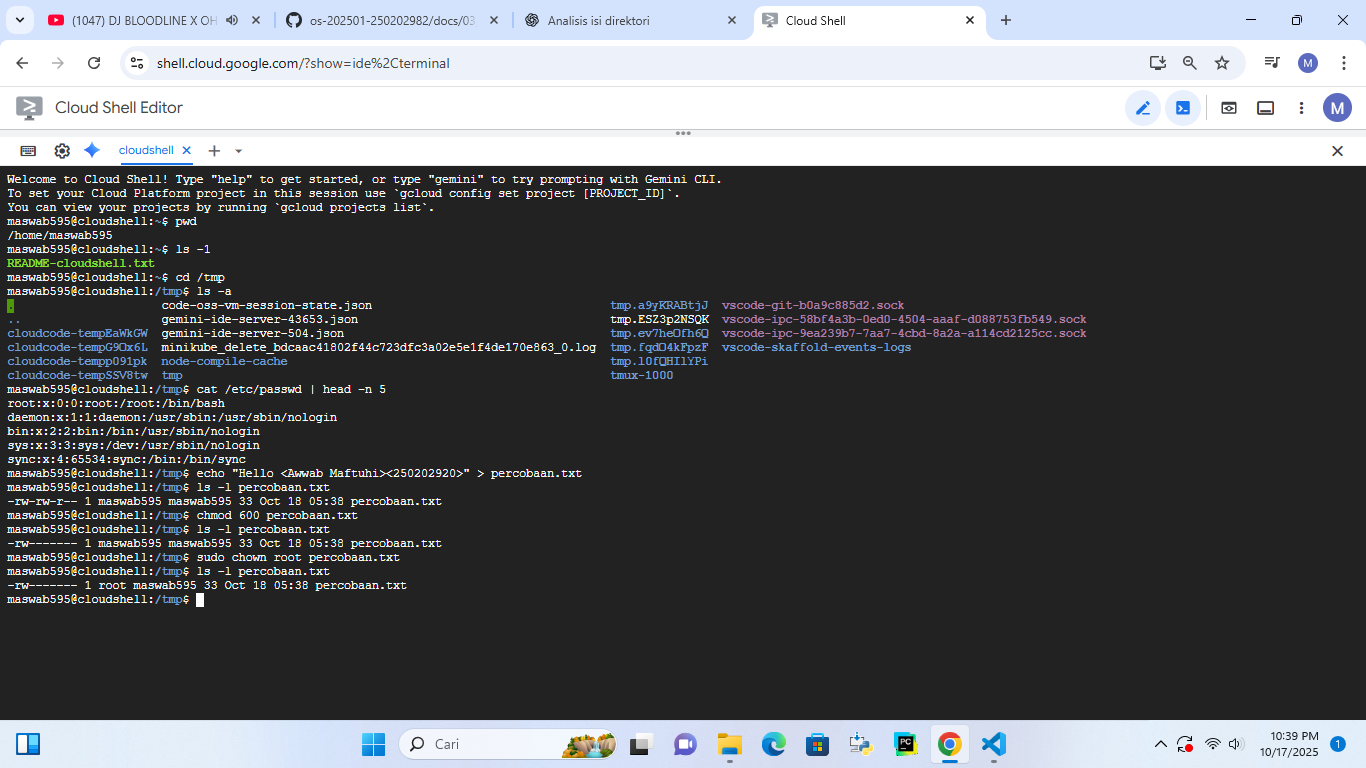 (1047) DJ BLOODLINE X OH
os-202501-250202982/docs/03
Analisis isi direktori
Cloud Shell
shell.cloud.google.com/?show=ide%2Cterminal
M
Cloud Shell Editor
M
cloudshell
Welcome to Cloud Shell! Type "help" to get started, or type "gemini" to try prompting with Gemini CLI.
To set your Cloud Platform project in this session use `gcloud config set project [PROJECT_ID]`.
You can view your projects by running `gcloud projects list`.
maswab595@cloudshell:~$ pwd
/home/maswab595
maswab595@cloudshell:~$ ls -l
README-cloudshell.txt
maswab595@cloudshell:~$ cd /tmp
maswab595@cloudshell:/tmp$ ls -a
. code-oss-vm-session-state.json tmp.a9yKRABtjJ vscode-git-b0a9c885d2.sock
.. gemini-ide-server-43653.json tmp.ESZ3p2NSQK vscode-ipc-58bf4a3b-0ed0-4504-aaaf-d088753fb549.sock
cloudcode-tempEaWkGW gemini-ide-server-504.json tmp.ev7heOfh6Q vscode-ipc-9ea239b7-7aa7-4cbd-8a2a-a114cd2125cc.sock
cloudcode-tempG9Ox6L minikube_delete_bdcaac41802f44c723dfc3a02e5e1f4de170e863_0.log tmp.fqdO4kFpzF vscode-skaffold-events-logs
cloudcode-tempp091pk node-compile-cache tmp.l0fQHIlYPi
cloudcode-tempSSV8tw tmp tmux-1000
maswab595@cloudshell:/tmp$ cat /etc/passwd | head -n 5
root:x:0:0:root:/root:/bin/bash
daemon:x:1:1:daemon:/usr/sbin:/usr/sbin/nologin
bin:x:2:2:bin:/bin:/usr/sbin/nologin
sys:x:3:3:sys:/dev:/usr/sbin/nologin
sync:x:4:65534:sync:/bin:/bin/sync
maswab595@cloudshell:/tmp$ echo "Hello <Awwab Maftuhi><250202920>" > percobaan.txt
maswab595@cloudshell:/tmp$ ls -l percobaan.txt
-rw-rw-r-- 1 maswab595 maswab595 33 Oct 18 05:38 percobaan.txt
maswab595@cloudshell:/tmp$ chmod 600 percobaan.txt
maswab595@cloudshell:/tmp$ ls -l percobaan.txt
-rw------- 1 maswab595 maswab595 33 Oct 18 05:38 percobaan.txt
maswab595@cloudshell:/tmp$ sudo chown root percobaan.txt
maswab595@cloudshell:/tmp$ ls -l percobaan.txt
-rw------- 1 root maswab595 33 Oct 18 05:38 percobaan.txt
maswab595@cloudshell:/tmp$
Cari
PC
10:39 PM
10/17/2025
1